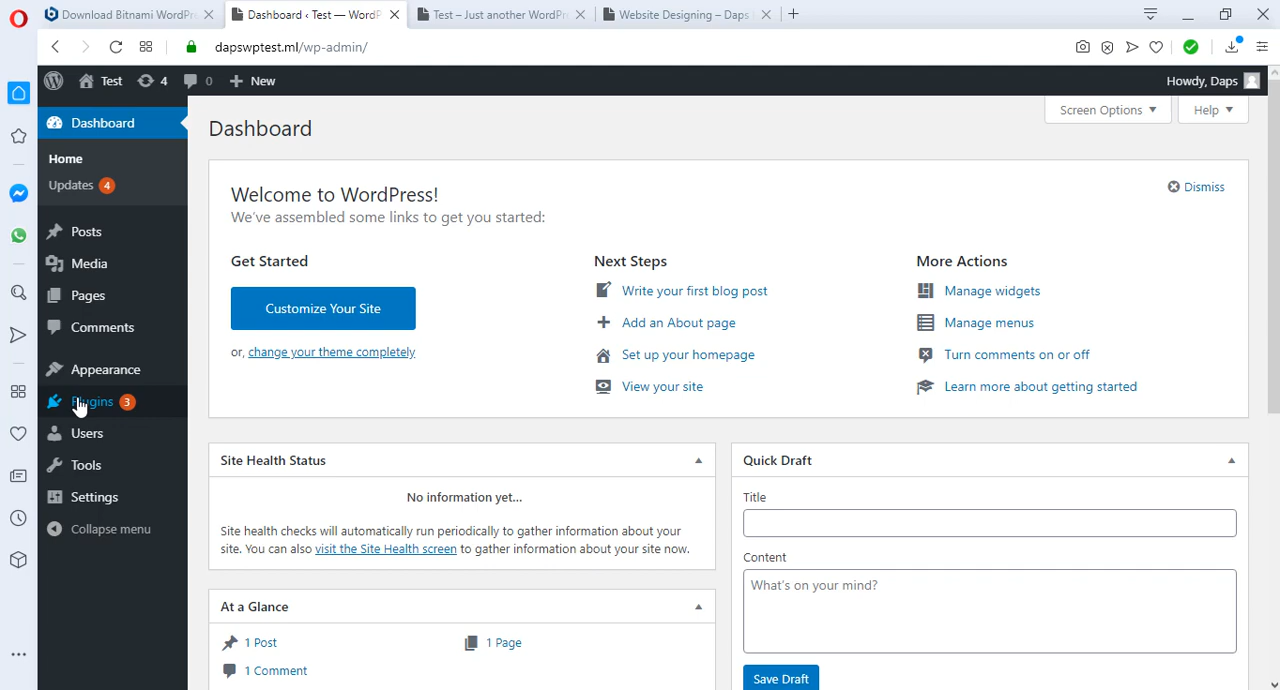 Download Bitnami WordPr
Dashboard ‹ Test — WordP
Test – Just another WordPr
Website Designing – Daps
dapswptest.ml/wp-admin/
Test
4
0
New
Howdy, Daps
Dashboard
Home
Updates 4
Posts
Media
Pages
Comments
Appearance
Plugins 3
Users
Tools
Settings
Collapse menu
Dashboard
Screen Options
Help
Welcome to WordPress!
Dismiss
We've assembled some links to get you started:
Get Started
Customize Your Site
or, change your theme completely
Next Steps
Write your first blog post
Add an About page
Set up your homepage
View your site
More Actions
Manage widgets
Manage menus
Turn comments on or off
Learn more about getting started
Site Health Status
No information yet...
Site health checks will automatically run periodically to gather information about your
site. You can also visit the Site Health screen to gather information about your site now.
At a Glance
1 Post
1 Page
1 Comment
Quick Draft
Title
Content
What's on your mind?
Save Draft